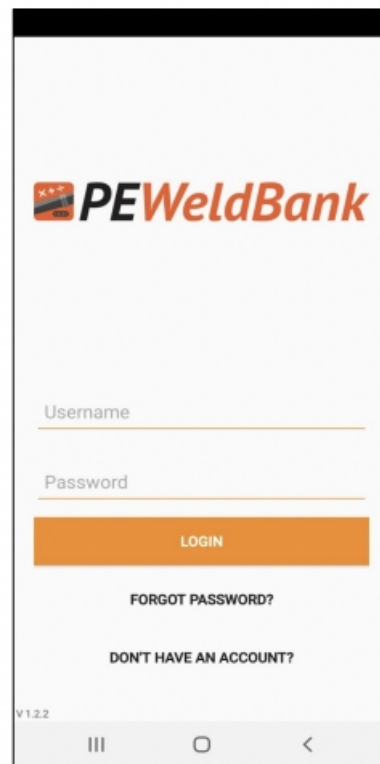 PEWeldBank
Username
Password
LOGIN
FORGOT PASSWORD?
DON'T HAVE AN ACCOUNT?
V 1.2.2